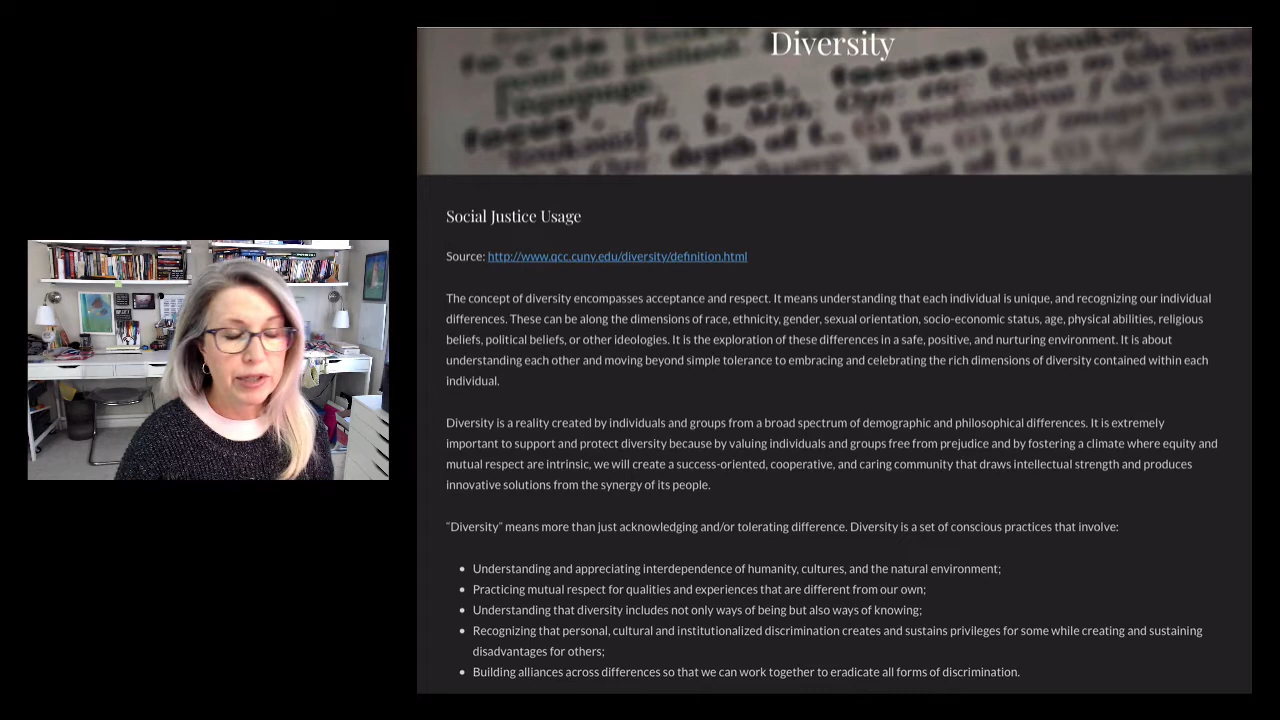 Diversity
Social Justice Usage
Source: http://www.qcc.cuny.edu/diversity/definition.html
The concept of diversity encompasses acceptance and respect. It means understanding that each individual is unique, and recognizing our individual
differences. These can be along the dimensions of race, ethnicity, gender, sexual orientation, socio-economic status, age, physical abilities, religious
beliefs, political beliefs, or other ideologies. It is the exploration of these differences in a safe, positive, and nurturing environment. It is about
understanding each other and moving beyond simple tolerance to embracing and celebrating the rich dimensions of diversity contained within each
individual.
Diversity is a reality created by individuals and groups from a broad spectrum of demographic and philosophical differences. It is extremely
important to support and protect diversity because by valuing individuals and groups free from prejudice and by fostering a climate where equity and
mutual respect are intrinsic, we will create a success-oriented, cooperative, and caring community that draws intellectual strength and produces
innovative solutions from the synergy of its people.
“Diversity” means more than just acknowledging and/or tolerating difference. Diversity is a set of conscious practices that involve:
• Understanding and appreciating interdependence of humanity, cultures, and the natural environment;
• Practicing mutual respect for qualities and experiences that are different from our own;
• Understanding that diversity includes not only ways of being but also ways of knowing;
• Recognizing that personal, cultural and institutionalized discrimination creates and sustains privileges for some while creating and sustaining
disadvantages for others;
• Building alliances across differences so that we can work together to eradicate all forms of discrimination.